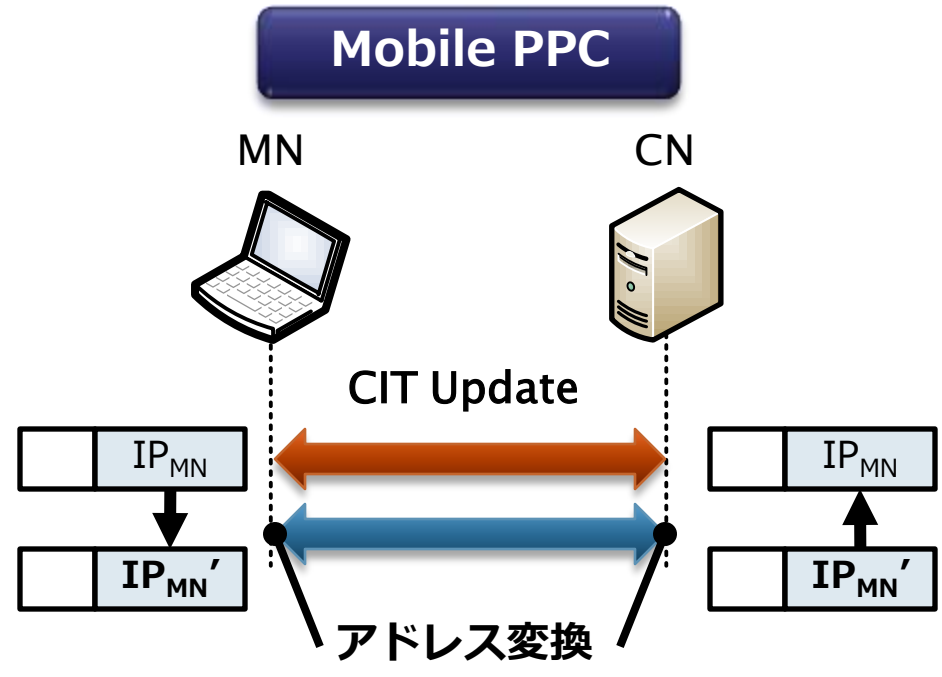 Mobile PPC
MN
CN
CIT Update
IPMN
IPMN
IPMN′
IPMN′
アドレス変換